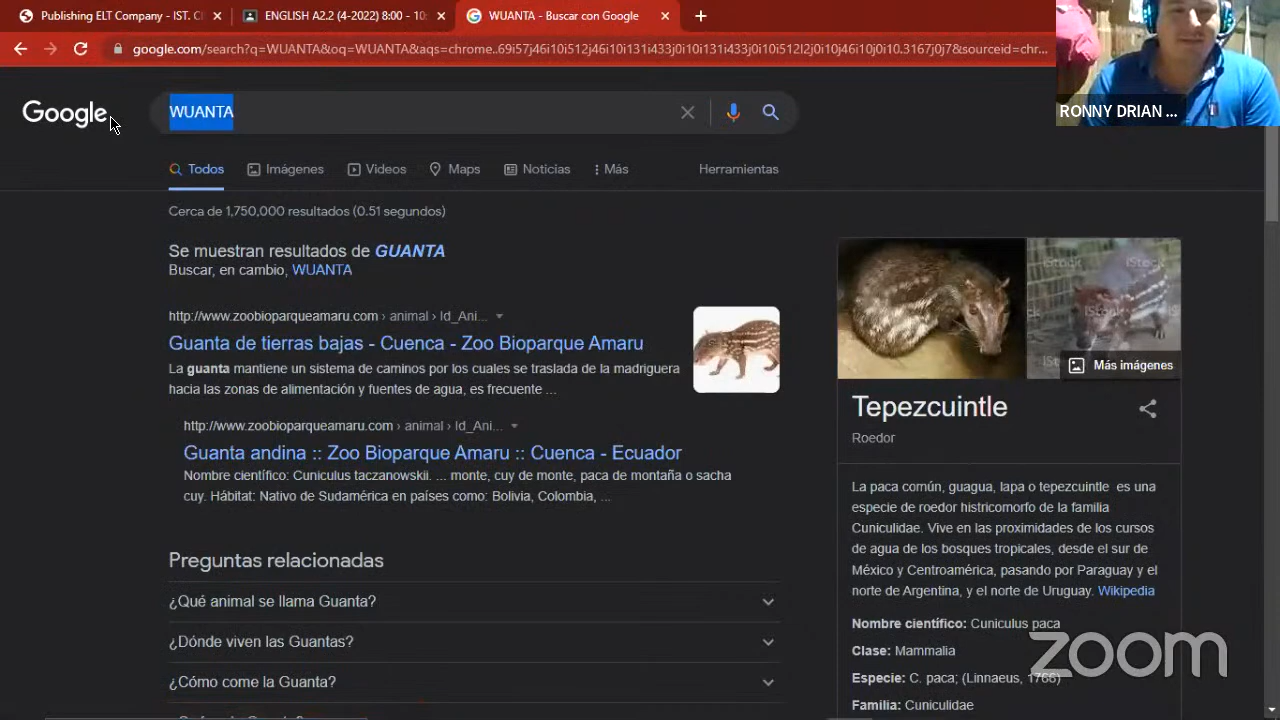 Publishing ELT Company - IST. C
ENGLISH A2.2 (4-2022) 8:00 - 10:
WUANTA - Buscar con Google
google.com/search?q=WUANTA&oq=WUANTA&aqs=chrome..69i57j46i10i512j46i10i131i433j0i10i131i433j0i10i512l2j0i10j46i10j0i10.3167j0j7&sourceid=chr...
RONNY DRIAN ...
Google
WUANTA
Todos
Imágenes
Videos
Maps
Noticias
Más
Herramientas
Cerca de 1,750,000 resultados (0.51 segundos)
Se muestran resultados de GUANTA
Buscar, en cambio, WUANTA
http://www.zoobioparqueamaru.com › animal › Id_Ani...
Guanta de tierras bajas - Cuenca - Zoo Bioparque Amaru
La guanta mantiene un sistema de caminos por los cuales se traslada de la madriguera
hacia las zonas de alimentación y fuentes de agua, es frecuente ...
http://www.zoobioparqueamaru.com › animal › Id_Ani...
Guanta andina :: Zoo Bioparque Amaru :: Cuenca - Ecuador
Nombre científico: Cuniculus taczanowskii. ... monte, cuy de monte, paca de montaña o sacha
cuy. Hábitat: Nativo de Sudamérica en países como: Bolivia, Colombia, ...
Preguntas relacionadas
¿Qué animal se llama Guanta?
¿Dónde viven las Guantas?
¿Cómo come la Guanta?
iStock
iStock
Más imágenes
Tepezcuintle
Roedor
La paca común, guagua, lapa o tepezcuintle es una
especie de roedor histricomorfo de la familia
Cuniculidae. Vive en las proximidades de los cursos
de agua de los bosques tropicales, desde el sur de
México y Centroamérica, pasando por Paraguay y el
norte de Argentina, y el norte de Uruguay. Wikipedia
Nombre científico: Cuniculus paca
Clase: Mammalia
Especie: C. paca; (Linnaeus, 1766)
Familia: Cuniculidae
zoom